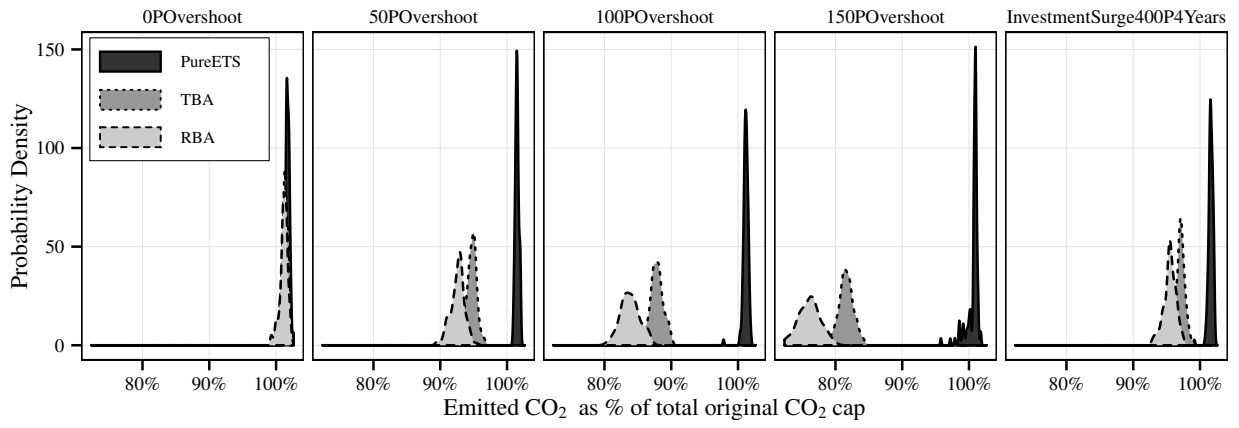 0POvershoot 50POvershoot 100POvershoot 150POvershoot InvestmentSurge400P4Years
PureETS
TBA
RBA
Probability Density
150
100
50
0
80% 90% 100% 80% 90% 100% 80% 90% 100% 80% 90% 100% 80% 90% 100%
Emitted CO₂ as % of total original CO₂ cap